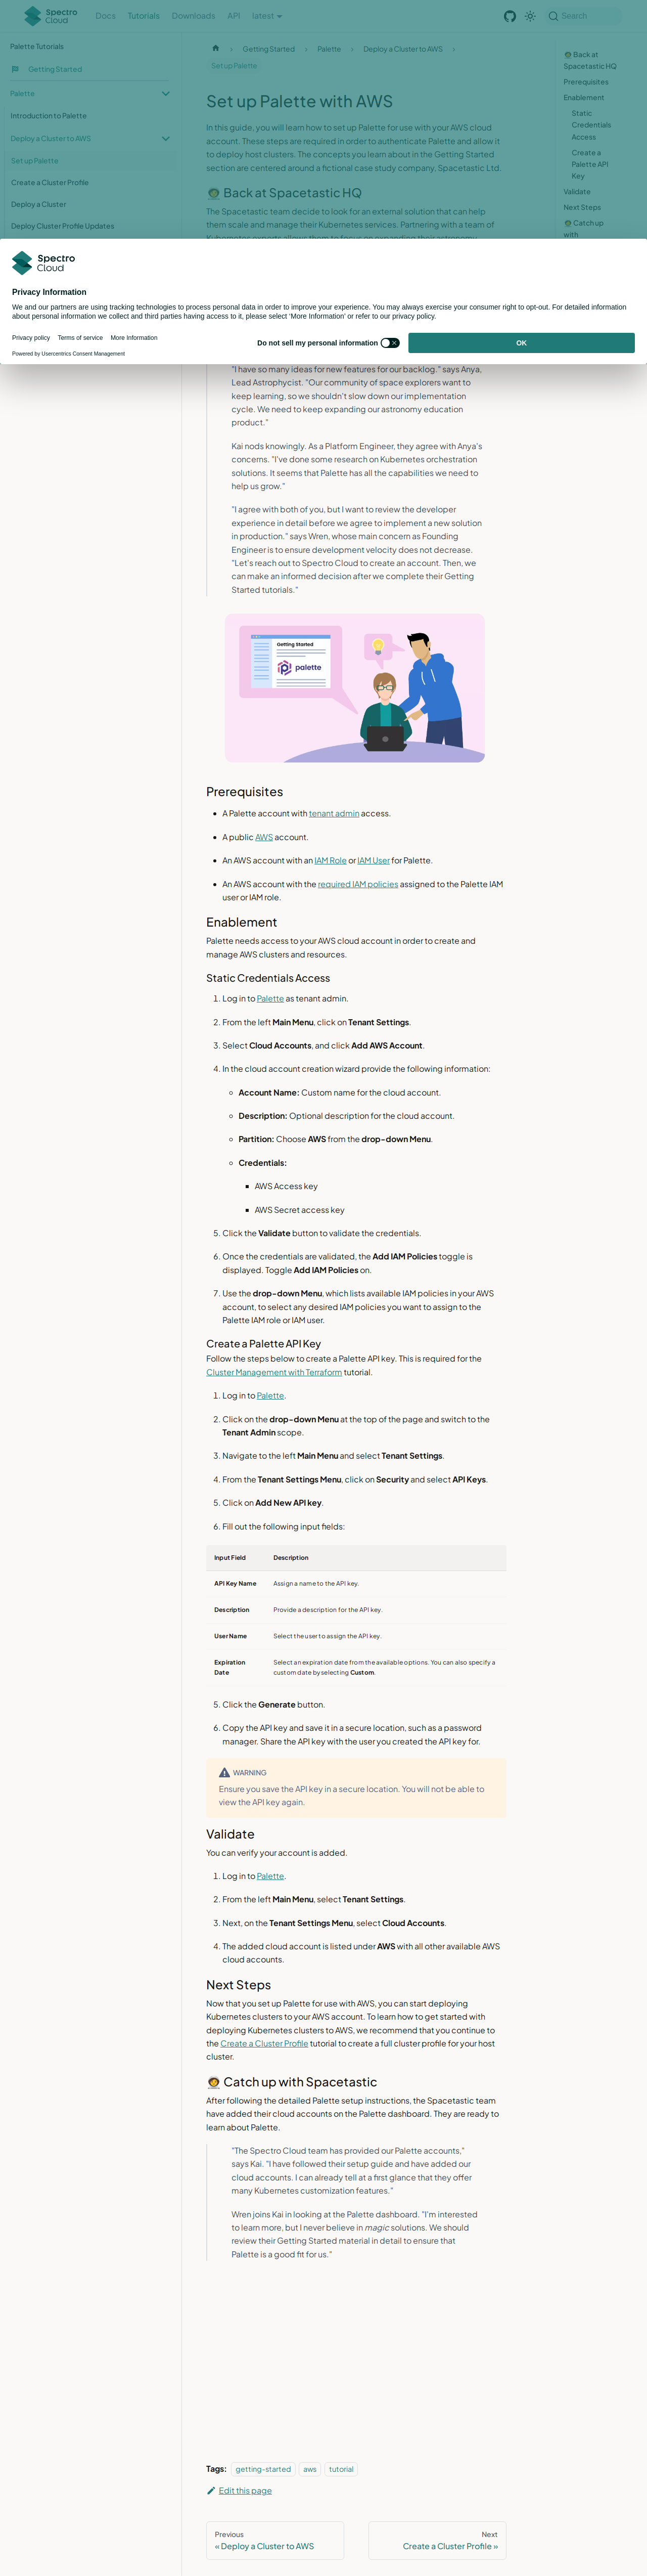 Spectro Cloud
Docs
Tutorials
Downloads
API
latest
Search
Palette Tutorials
Getting Started
Palette
Introduction to Palette
Deploy a Cluster to AWS
Set up Palette
Create a Cluster Profile
Deploy a Cluster
Deploy Cluster Profile Updates
Getting Started
Palette
Deploy a Cluster to AWS
Set up Palette
🧑‍🚀 Back at
Spacetastic HQ
Prerequisites
Enablement
Static
Credentials
Access
Create a
Palette API
Key
Validate
Next Steps
🧑‍🚀 Catch up
with
Set up Palette with AWS
In this guide, you will learn how to set up Palette for use with your AWS cloud
account. These steps are required in order to authenticate Palette and allow it
to deploy host clusters. The concepts you learn about in the Getting Started
section are centered around a fictional case study company, Spacetastic Ltd.
🧑‍🚀 Back at Spacetastic HQ
The Spacetastic team decide to look for an external solution that can help
them scale and manage their Kubernetes services. Partnering with a team of
Kubernetes experts allows them to focus on expanding their astronomy
Spectro
Cloud
Privacy Information
We and our partners are using tracking technologies to process personal data in order to improve your experience. You may always exercise your consumer right to opt-out. For detailed information
about personal information we collect and third parties having access to it, please select 'More Information' or refer to our privacy policy.
Privacy policy
Terms of service
More Information
Powered by Usercentrics Consent Management
Do not sell my personal information
OK
"I have so many ideas for new features for our backlog." says Anya,
Lead Astrophycist. "Our community of space explorers want to
keep learning, so we shouldn't slow down our implementation
cycle. We need to keep expanding our astronomy education
product."
Kai nods knowingly. As a Platform Engineer, they agree with Anya's
concerns. "I've done some research on Kubernetes orchestration
solutions. It seems that Palette has all the capabilities we need to
help us grow."
"I agree with both of you, but I want to review the developer
experience in detail before we agree to implement a new solution
in production." says Wren, whose main concern as Founding
Engineer is to ensure development velocity does not decrease.
"Let's reach out to Spectro Cloud to create an account. Then, we
can make an informed decision after we complete their Getting
Started tutorials."
Getting Started
palette
Prerequisites
A Palette account with tenant admin access.
A public AWS account.
An AWS account with an IAM Role or IAM User for Palette.
An AWS account with the required IAM policies assigned to the Palette IAM
user or IAM role.
Enablement
Palette needs access to your AWS cloud account in order to create and
manage AWS clusters and resources.
Static Credentials Access
1. Log in to Palette as tenant admin.
2. From the left Main Menu, click on Tenant Settings.
3. Select Cloud Accounts, and click Add AWS Account.
4. In the cloud account creation wizard provide the following information:
Account Name: Custom name for the cloud account.
Description: Optional description for the cloud account.
Partition: Choose AWS from the drop-down Menu.
Credentials:
AWS Access key
AWS Secret access key
5. Click the Validate button to validate the credentials.
6. Once the credentials are validated, the Add IAM Policies toggle is
displayed. Toggle Add IAM Policies on.
7. Use the drop-down Menu, which lists available IAM policies in your AWS
account, to select any desired IAM policies you want to assign to the
Palette IAM role or IAM user.
Create a Palette API Key
Follow the steps below to create a Palette API key. This is required for the
Cluster Management with Terraform tutorial.
1. Log in to Palette.
2. Click on the drop-down Menu at the top of the page and switch to the
Tenant Admin scope.
3. Navigate to the left Main Menu and select Tenant Settings.
4. From the Tenant Settings Menu, click on Security and select API Keys.
5. Click on Add New API key.
6. Fill out the following input fields:
Input Field Description
API Key Name Assign a name to the API key.
Description Provide a description for the API key.
User Name Select the user to assign the API key.
Expiration Date Select an expiration date from the available options. You can also specify a
custom date by selecting Custom.
5. Click the Generate button.
6. Copy the API key and save it in a secure location, such as a password
manager. Share the API key with the user you created the API key for.
WARNING
Ensure you save the API key in a secure location. You will not be able to
view the API key again.
Validate
You can verify your account is added.
1. Log in to Palette.
2. From the left Main Menu, select Tenant Settings.
3. Next, on the Tenant Settings Menu, select Cloud Accounts.
4. The added cloud account is listed under AWS with all other available AWS
cloud accounts.
Next Steps
Now that you set up Palette for use with AWS, you can start deploying
Kubernetes clusters to your AWS account. To learn how to get started with
deploying Kubernetes clusters to AWS, we recommend that you continue to
the Create a Cluster Profile tutorial to create a full cluster profile for your host
cluster.
🧑‍🚀 Catch up with Spacetastic
After following the detailed Palette setup instructions, the Spacetastic team
have added their cloud accounts on the Palette dashboard. They are ready to
learn about Palette.
"The Spectro Cloud team has provided our Palette accounts,"
says Kai. "I have followed their setup guide and have added our
cloud accounts. I can already tell at a first glance that they offer
many Kubernetes customization features."
Wren joins Kai in looking at the Palette dashboard. "I'm interested
to learn more, but I never believe in magic solutions. We should
review their Getting Started material in detail to ensure that
Palette is a good fit for us."
Tags: getting-started aws tutorial
Edit this page
Previous
« Deploy a Cluster to AWS
Next
Create a Cluster Profile »